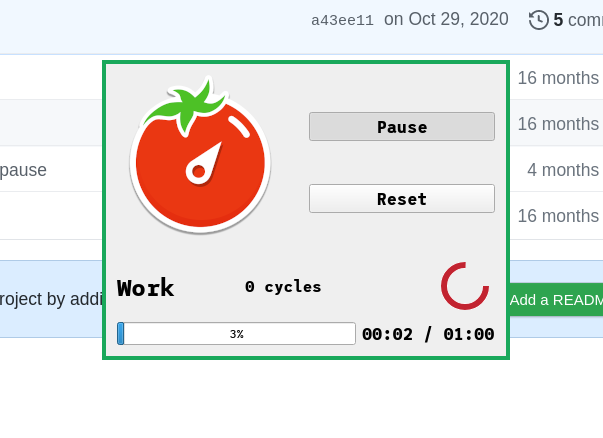 a43ee11 on Oct 29, 2020 5 comm
16 months
Pause
16 months
pause
4 months
Reset
16 months
Work 0 cycles
roject by addi
Add a READM
3% 00:02 / 01:00